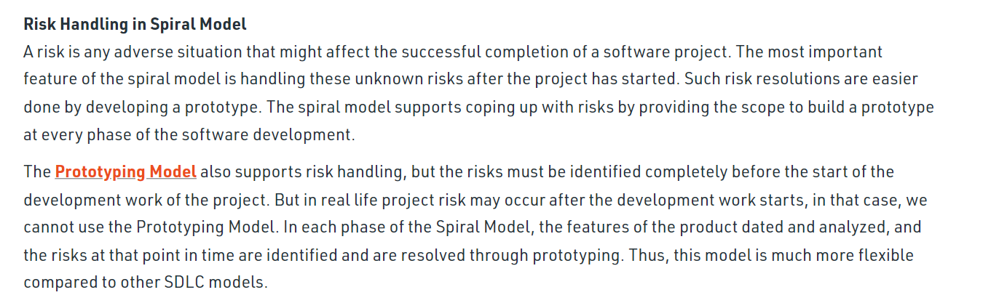 Risk Handling in Spiral Model
A risk is any adverse situation that might affect the successful completion of a software project. The most important
feature of the spiral model is handling these unknown risks after the project has started. Such risk resolutions are easier
done by developing a prototype. The spiral model supports coping up with risks by providing the scope to build a prototype
at every phase of the software development.
The Prototyping Model also supports risk handling, but the risks must be identified completely before the start of the
development work of the project. But in real life project risk may occur after the development work starts, in that case, we
cannot use the Prototyping Model. In each phase of the Spiral Model, the features of the product dated and analyzed, and
the risks at that point in time are identified and are resolved through prototyping. Thus, this model is much more flexible
compared to other SDLC models.